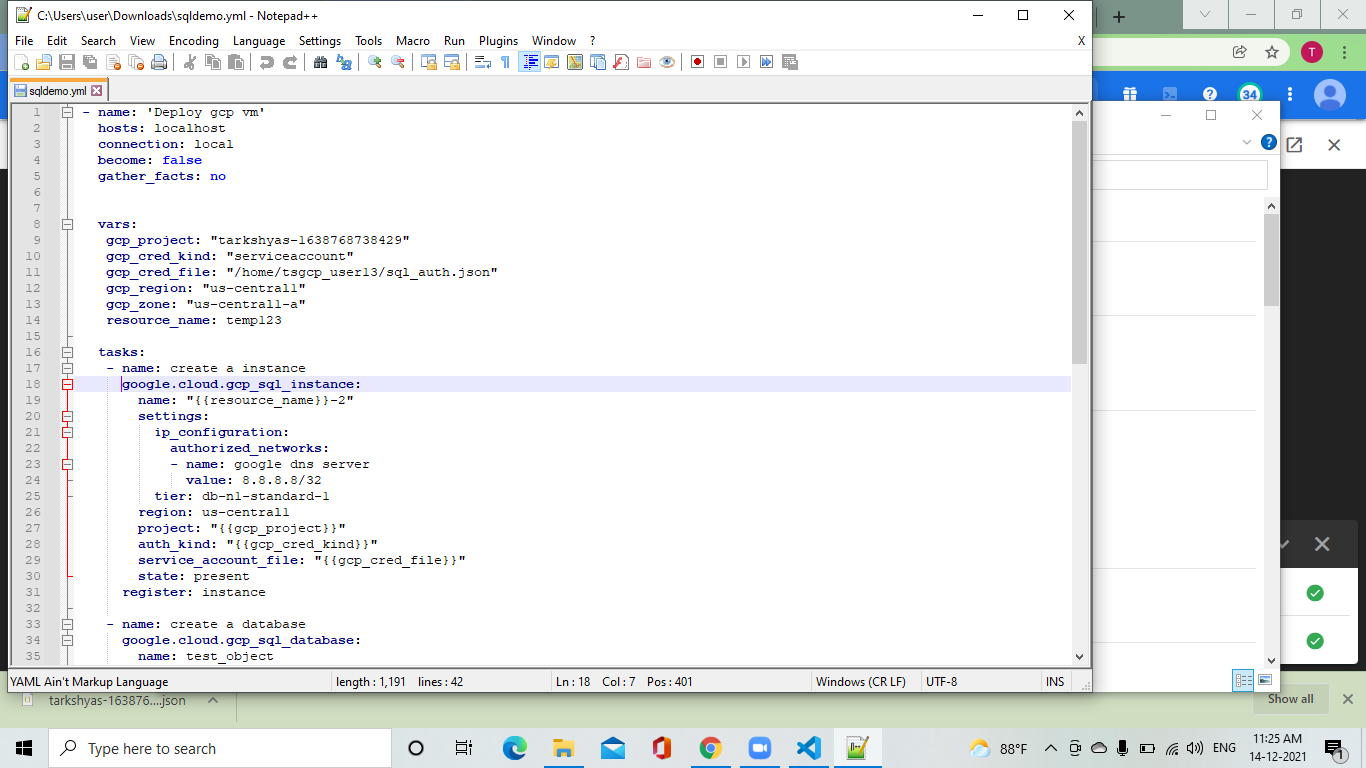 C:\Users\user\Downloads\sqldemo.yml - Notepad++
File Edit Search View Encoding Language Settings Tools Macro Run Plugins Window ? X
sqldemo.yml
1 - name: 'Deploy gcp vm'
2 hosts: localhost
3 connection: local
4 become: false
5 gather_facts: no
6
7
8 vars:
9 gcp_project: "tarkshyas-1638768738429"
10 gcp_cred_kind: "serviceaccount"
11 gcp_cred_file: "/home/tsgcp_user13/sql_auth.json"
12 gcp_region: "us-central1"
13 gcp_zone: "us-central1-a"
14 resource_name: temp123
15
16 tasks:
17 - name: create a instance
18 google.cloud.gcp_sql_instance:
19 name: "{{resource_name}}-2"
20 settings:
21 ip_configuration:
22 authorized_networks:
23 - name: google dns server
24 value: 8.8.8.8/32
25 tier: db-n1-standard-1
26 region: us-central1
27 project: "{{gcp_project}}"
28 auth_kind: "{{gcp_cred_kind}}"
29 service_account_file: "{{gcp_cred_file}}"
30 state: present
31 register: instance
32
33 - name: create a database
34 google.cloud.gcp_sql_database:
35 name: test_object
YAML Ain't Markup Language length : 1,191 lines : 42 Ln : 18 Col : 7 Pos : 401 Windows (CR LF) UTF-8 INS
T
34
tarkshyas-163876....json
Show all
Type here to search
88°F
ENG
11:25 AM
14-12-2021
1